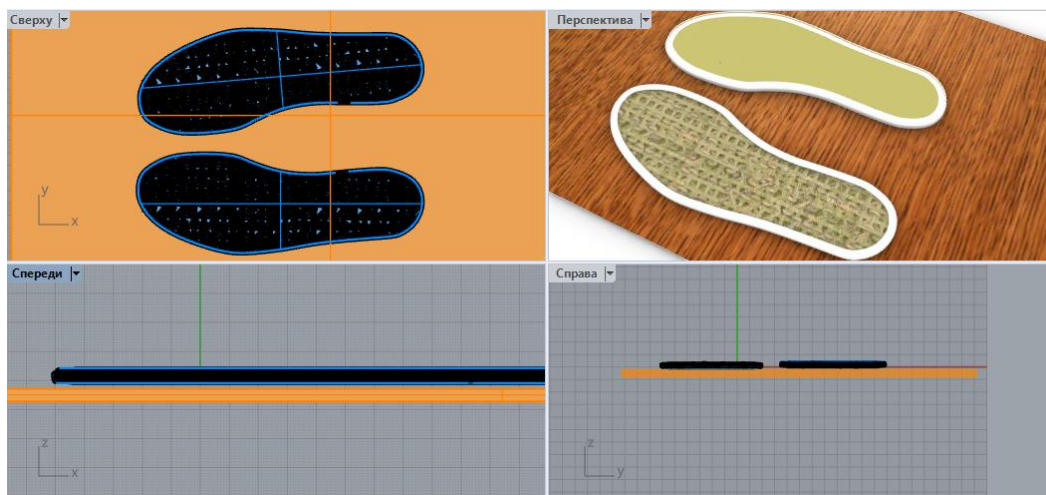 Сверху
Перспектива
y
x
Спереди
Справа
z
x
z
y